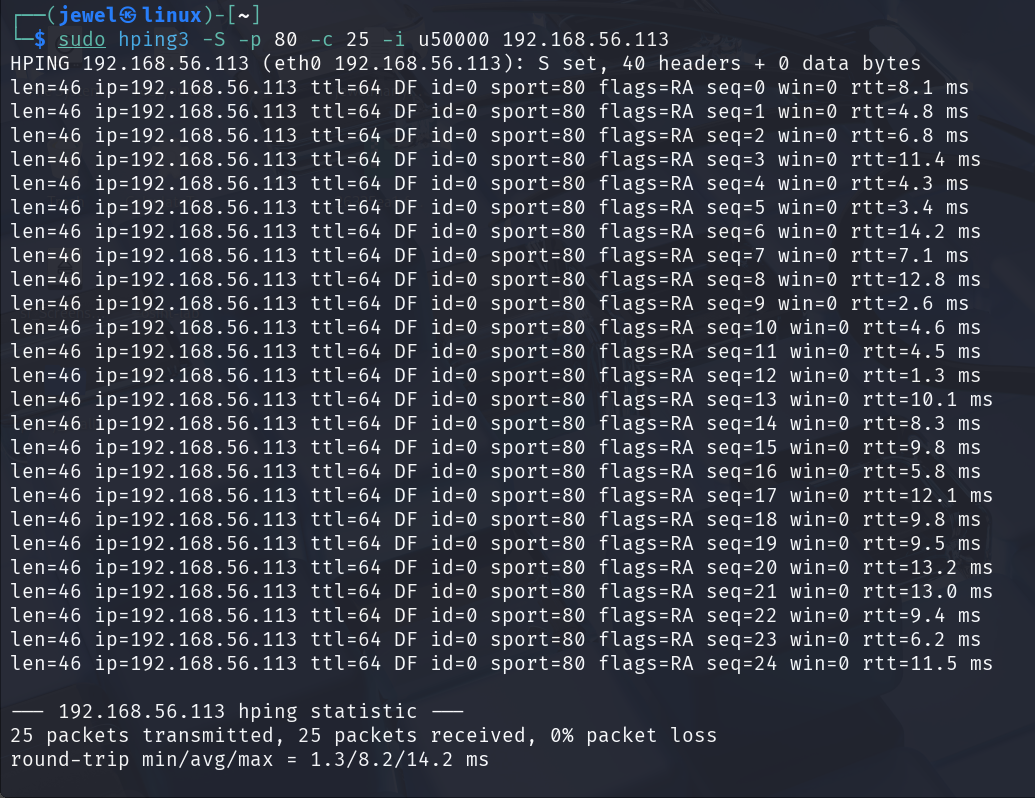 ┌──(jewel㉿linux)-[~]
└─$ sudo hping3 -S -p 80 -c 25 -i u50000 192.168.56.113
HPING 192.168.56.113 (eth0 192.168.56.113): S set, 40 headers + 0 data bytes
len=46 ip=192.168.56.113 ttl=64 DF id=0 sport=80 flags=RA seq=0 win=0 rtt=8.1 ms
len=46 ip=192.168.56.113 ttl=64 DF id=0 sport=80 flags=RA seq=1 win=0 rtt=4.8 ms
len=46 ip=192.168.56.113 ttl=64 DF id=0 sport=80 flags=RA seq=2 win=0 rtt=6.8 ms
len=46 ip=192.168.56.113 ttl=64 DF id=0 sport=80 flags=RA seq=3 win=0 rtt=11.4 ms
len=46 ip=192.168.56.113 ttl=64 DF id=0 sport=80 flags=RA seq=4 win=0 rtt=4.3 ms
len=46 ip=192.168.56.113 ttl=64 DF id=0 sport=80 flags=RA seq=5 win=0 rtt=3.4 ms
len=46 ip=192.168.56.113 ttl=64 DF id=0 sport=80 flags=RA seq=6 win=0 rtt=14.2 ms
len=46 ip=192.168.56.113 ttl=64 DF id=0 sport=80 flags=RA seq=7 win=0 rtt=7.1 ms
len=46 ip=192.168.56.113 ttl=64 DF id=0 sport=80 flags=RA seq=8 win=0 rtt=12.8 ms
len=46 ip=192.168.56.113 ttl=64 DF id=0 sport=80 flags=RA seq=9 win=0 rtt=2.6 ms
len=46 ip=192.168.56.113 ttl=64 DF id=0 sport=80 flags=RA seq=10 win=0 rtt=4.6 ms
len=46 ip=192.168.56.113 ttl=64 DF id=0 sport=80 flags=RA seq=11 win=0 rtt=4.5 ms
len=46 ip=192.168.56.113 ttl=64 DF id=0 sport=80 flags=RA seq=12 win=0 rtt=1.3 ms
len=46 ip=192.168.56.113 ttl=64 DF id=0 sport=80 flags=RA seq=13 win=0 rtt=10.1 ms
len=46 ip=192.168.56.113 ttl=64 DF id=0 sport=80 flags=RA seq=14 win=0 rtt=8.3 ms
len=46 ip=192.168.56.113 ttl=64 DF id=0 sport=80 flags=RA seq=15 win=0 rtt=9.8 ms
len=46 ip=192.168.56.113 ttl=64 DF id=0 sport=80 flags=RA seq=16 win=0 rtt=5.8 ms
len=46 ip=192.168.56.113 ttl=64 DF id=0 sport=80 flags=RA seq=17 win=0 rtt=12.1 ms
len=46 ip=192.168.56.113 ttl=64 DF id=0 sport=80 flags=RA seq=18 win=0 rtt=9.8 ms
len=46 ip=192.168.56.113 ttl=64 DF id=0 sport=80 flags=RA seq=19 win=0 rtt=9.5 ms
len=46 ip=192.168.56.113 ttl=64 DF id=0 sport=80 flags=RA seq=20 win=0 rtt=13.2 ms
len=46 ip=192.168.56.113 ttl=64 DF id=0 sport=80 flags=RA seq=21 win=0 rtt=13.0 ms
len=46 ip=192.168.56.113 ttl=64 DF id=0 sport=80 flags=RA seq=22 win=0 rtt=9.4 ms
len=46 ip=192.168.56.113 ttl=64 DF id=0 sport=80 flags=RA seq=23 win=0 rtt=6.2 ms
len=46 ip=192.168.56.113 ttl=64 DF id=0 sport=80 flags=RA seq=24 win=0 rtt=11.5 ms
--- 192.168.56.113 hping statistic ---
25 packets transmitted, 25 packets received, 0% packet loss
round-trip min/avg/max = 1.3/8.2/14.2 ms